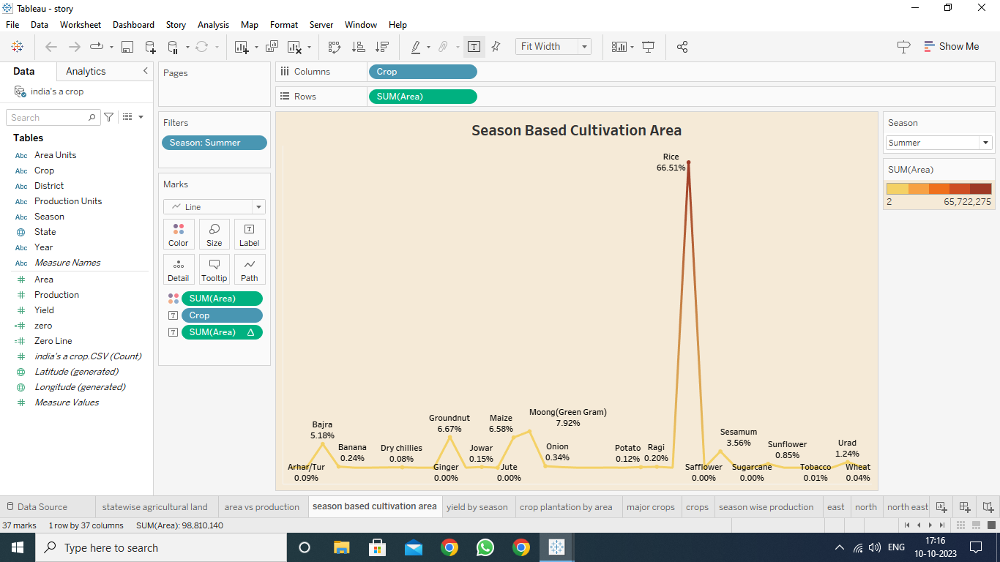 Tableau - story
File Data Worksheet Dashboard Story Analysis Map Format Server Window Help
Fit Width
Show Me
Data Analytics
india's a crop
Search
Tables
Abc Area Units
Abc Crop
Abc District
Abc Production Units
Abc Season
State
Abc Year
Abc Measure Names
Area
Production
Yield
zero
Zero Line
india's a crop.CSV (Count)
Latitude (generated)
Longitude (generated)
Measure Values
Pages
Filters
Season: Summer
Marks
Line
Color Size Label
Detail Tooltip Path
SUM(Area)
Crop
SUM(Area) Δ
Columns Crop
Rows SUM(Area)
Season Based Cultivation Area
Rice
66.51%
Moong(Green Gram)
7.92%
Groundnut
6.67%
Maize
6.58%
Bajra
5.18%
Sesamum
3.56%
Banana
0.24%
Dry chillies
0.08%
Jowar
0.15%
Onion
0.34%
Potato
0.12%
Ragi
0.20%
Sunflower
0.85%
Urad
1.24%
Arhar/Tur
0.09%
Ginger
0.00%
Jute
0.00%
Safflower
0.00%
Sugarcane
0.00%
Tobacco
0.01%
Wheat
0.04%
Season
Summer
SUM(Area)
2 65,722,275
Data Source statewise agricultural land area vs production season based cultivation area yield by season crop plantation by area major crops crops season wise production east north north east
37 marks 1 row by 37 columns SUM(Area): 98,810,140
Type here to search
ENG
17:16
10-10-2023